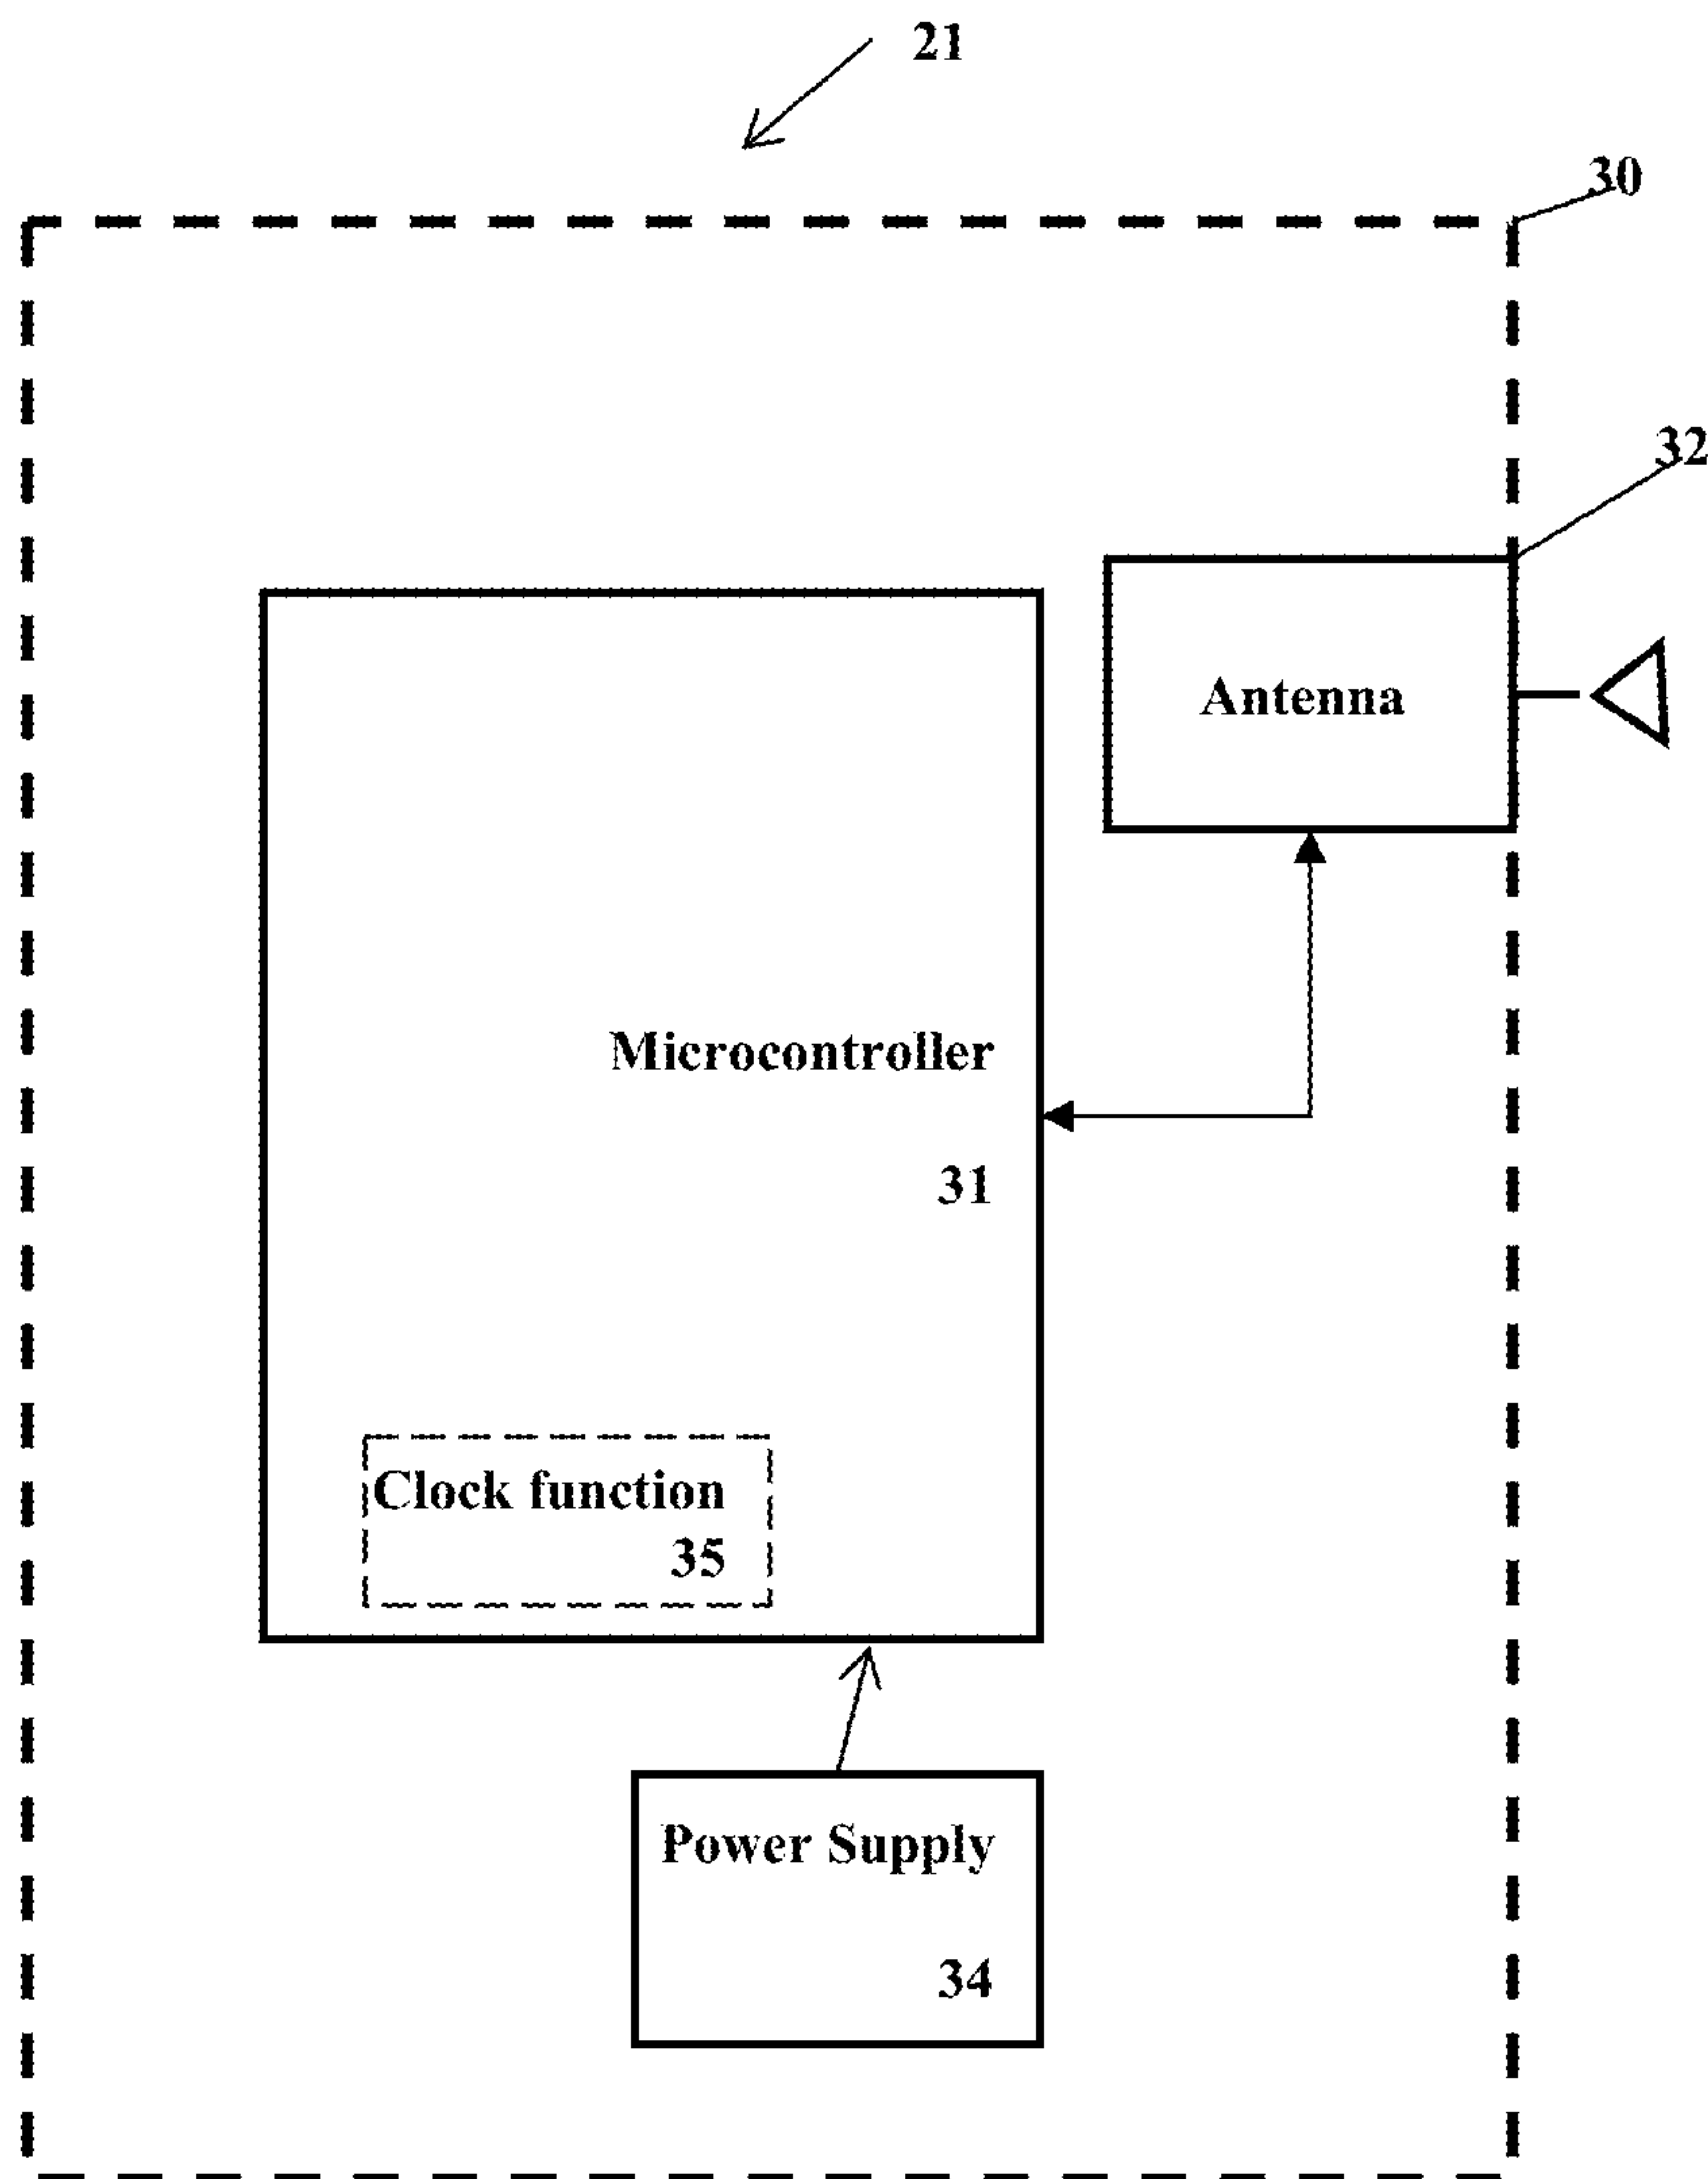 21
30
32
Antenna
Microcontroller
31
Clock function
35
Power Supply
34